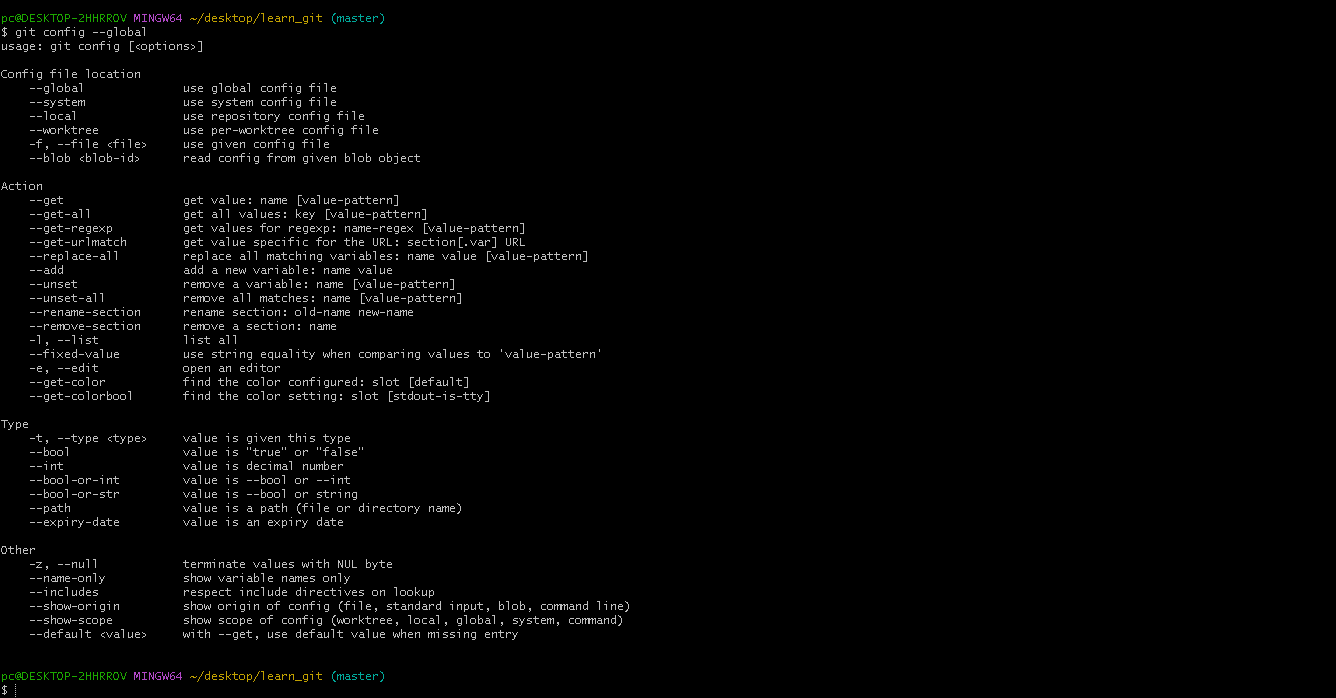 pc@DESKTOP-2HHRROV MINGW64 ~/desktop/learn_git (master)
$ git config --global
usage: git config [<options>]

Config file location
    --global              use global config file
    --system              use system config file
    --local               use repository config file
    --worktree            use per-worktree config file
    -f, --file <file>     use given config file
    --blob <blob-id>      read config from given blob object

Action
    --get                 get value: name [value-pattern]
    --get-all             get all values: key [value-pattern]
    --get-regexp          get values for regexp: name-regex [value-pattern]
    --get-urlmatch        get value specific for the URL: section[.var] URL
    --replace-all         replace all matching variables: name value [value-pattern]
    --add                 add a new variable: name value
    --unset               remove a variable: name [value-pattern]
    --unset-all           remove all matches: name [value-pattern]
    --rename-section      rename section: old-name new-name
    --remove-section      remove a section: name
    -l, --list            list all
    --fixed-value         use string equality when comparing values to 'value-pattern'
    -e, --edit            open an editor
    --get-color           find the color configured: slot [default]
    --get-colorbool       find the color setting: slot [stdout-is-tty]

Type
    -t, --type <type>     value is given this type
    --bool                value is "true" or "false"
    --int                 value is decimal number
    --bool-or-int         value is --bool or --int
    --bool-or-str         value is --bool or string
    --path                value is a path (file or directory name)
    --expiry-date         value is an expiry date

Other
    -z, --null            terminate values with NUL byte
    --name-only           show variable names only
    --includes            respect include directives on lookup
    --show-origin         show origin of config (file, standard input, blob, command line)
    --show-scope          show scope of config (worktree, local, global, system, command)
    --default <value>     with --get, use default value when missing entry

pc@DESKTOP-2HHRROV MINGW64 ~/desktop/learn_git (master)
$